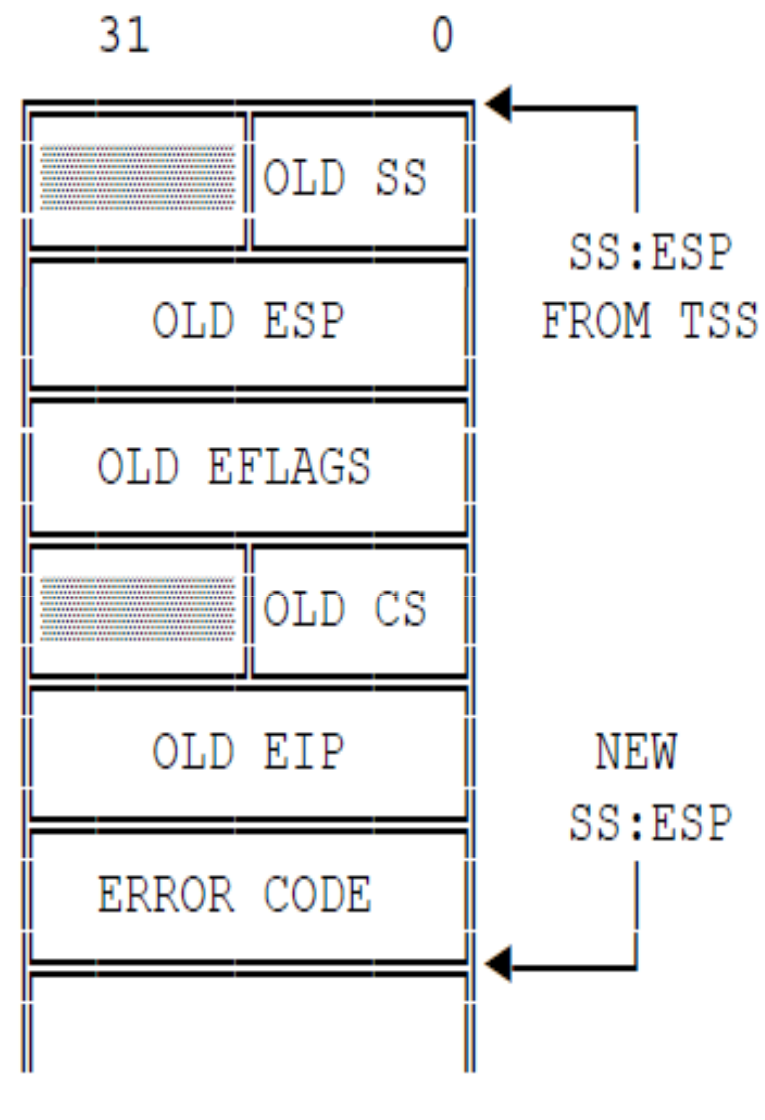 31 0
OLD SS
SS:ESP
OLD ESP FROM TSS
OLD EFLAGS
OLD CS
OLD EIP NEW
SS:ESP
ERROR CODE